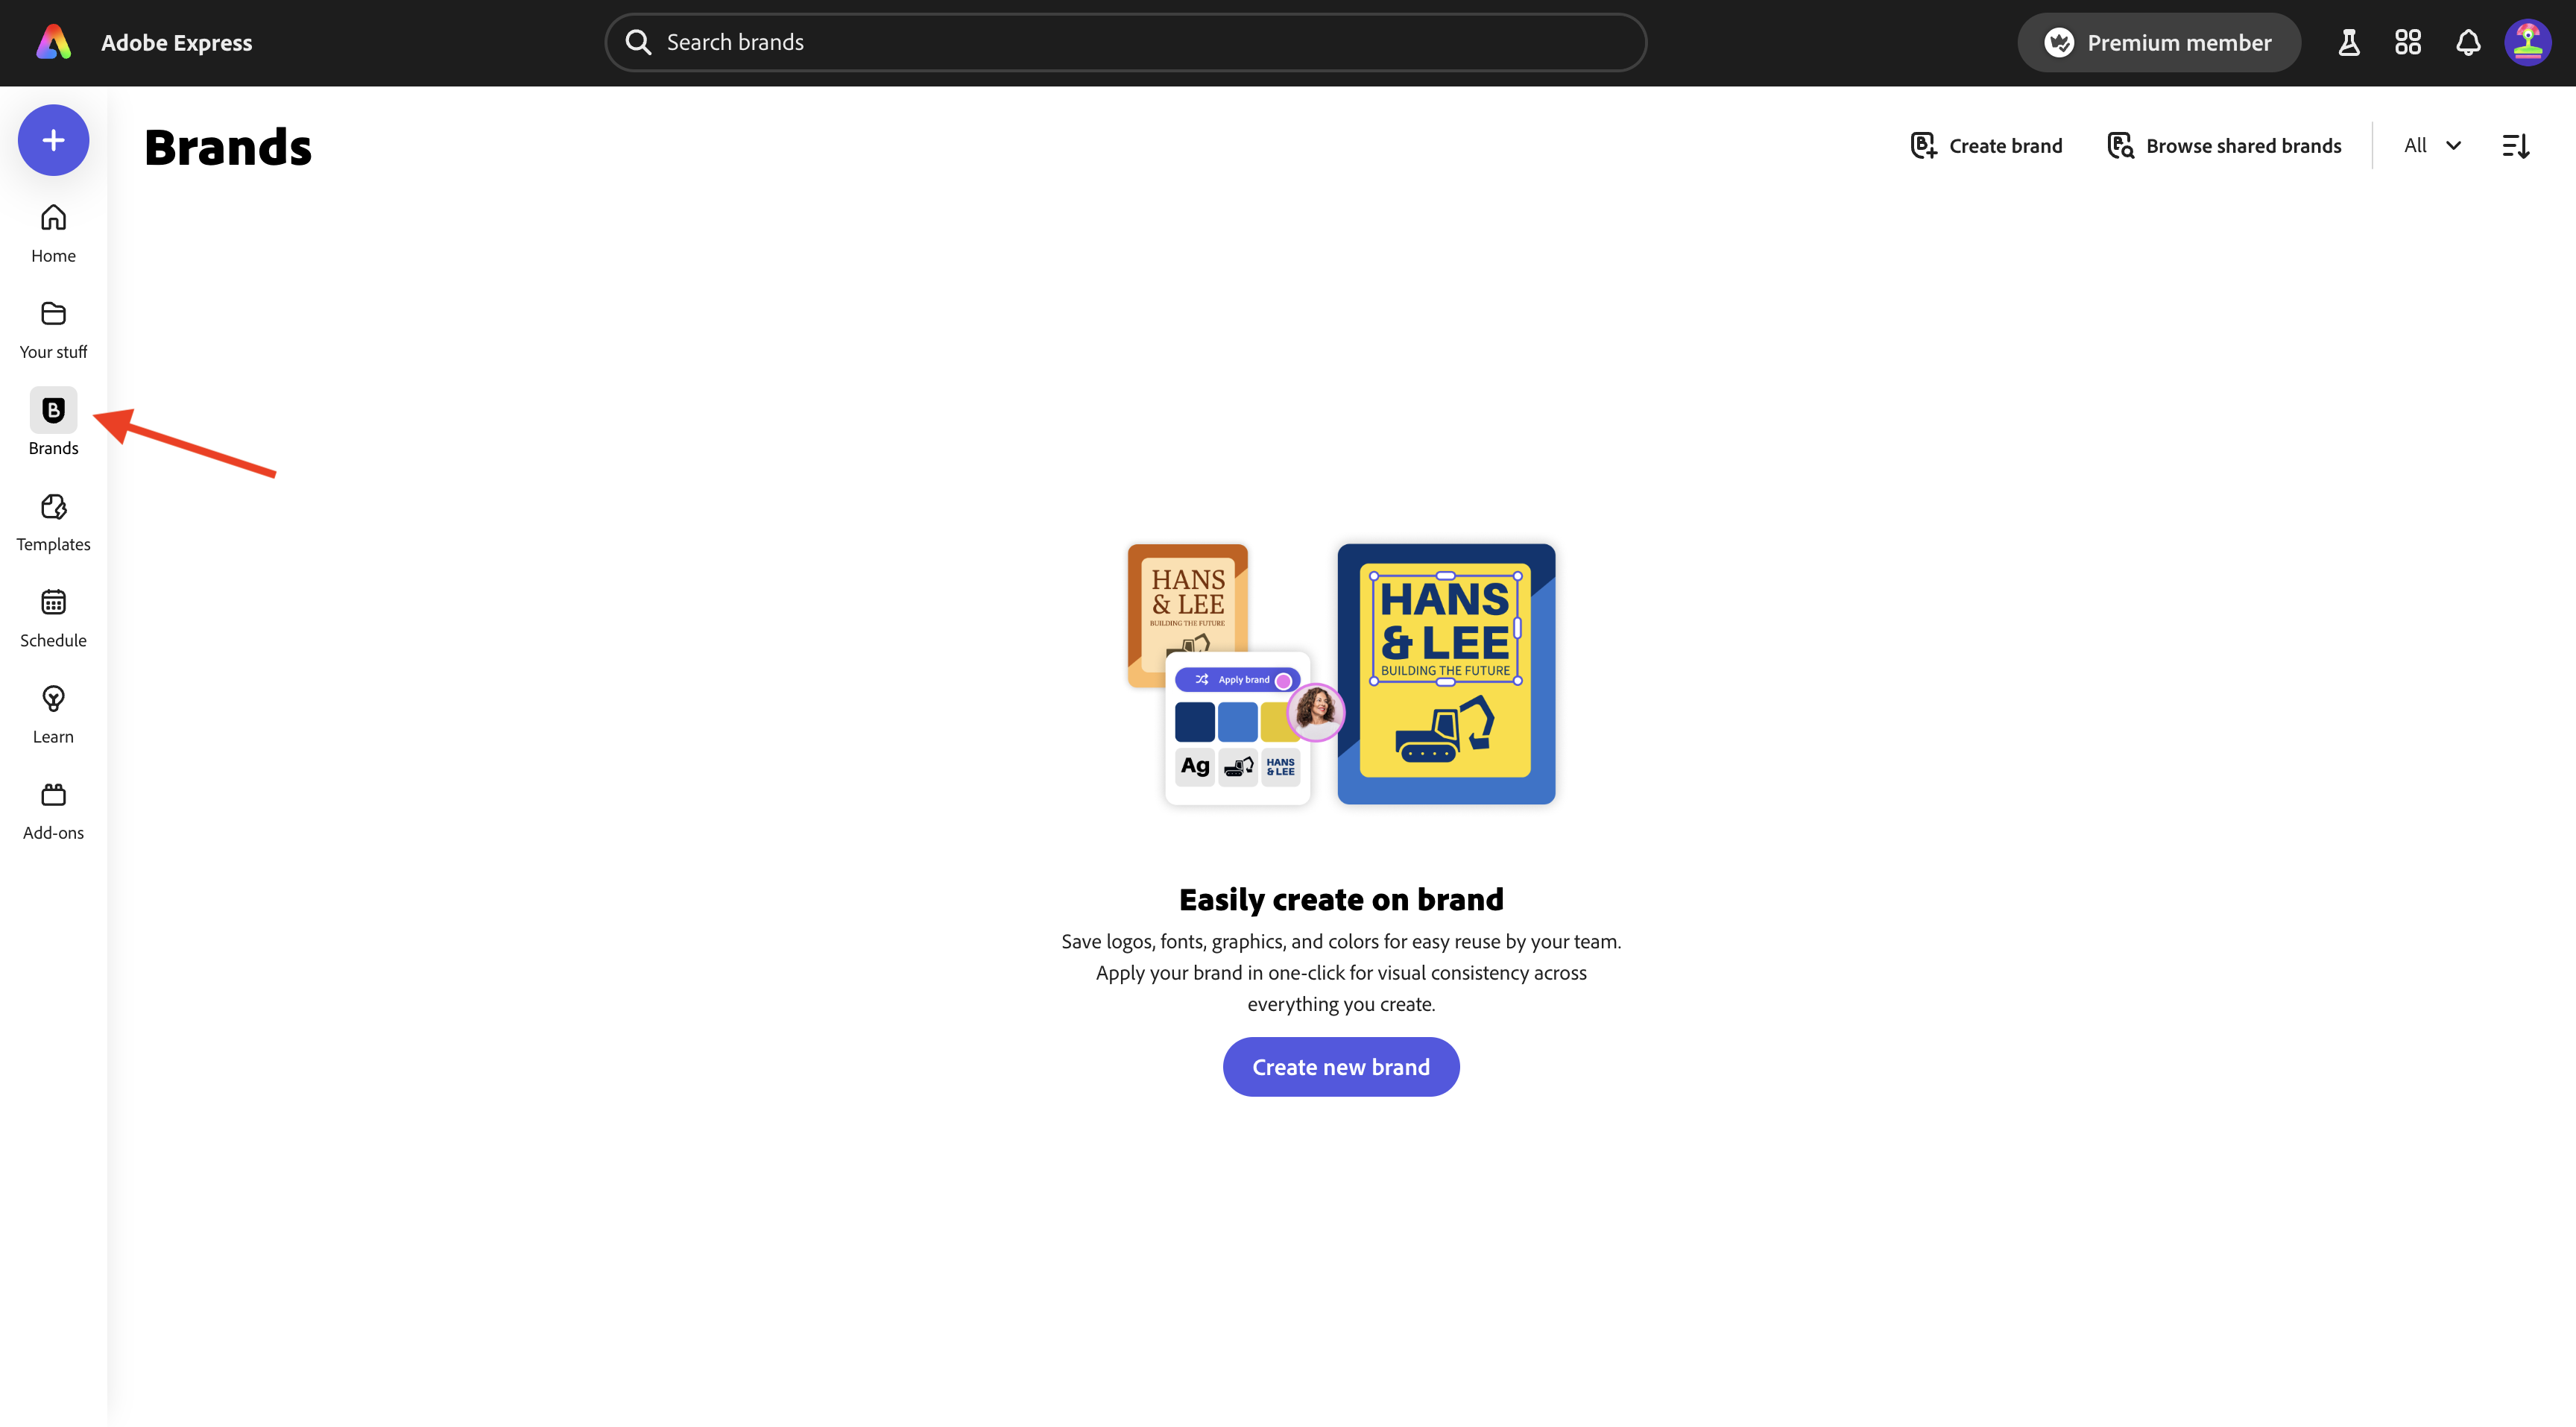 Adobe Express
Search brands
Premium member
Brands
Create brand
Browse shared brands
All
Home
Your stuff
B
Brands
Templates
Schedule
Learn
Add-ons
HANS
& LEE
BUILDING THE FUTURE
Apply brand
Ag
HANS
& LEE
HANS
& LEE
BUILDING THE FUTURE
Easily create on brand
Save logos, fonts, graphics, and colors for easy reuse by your team.
Apply your brand in one-click for visual consistency across
everything you create.
Create new brand